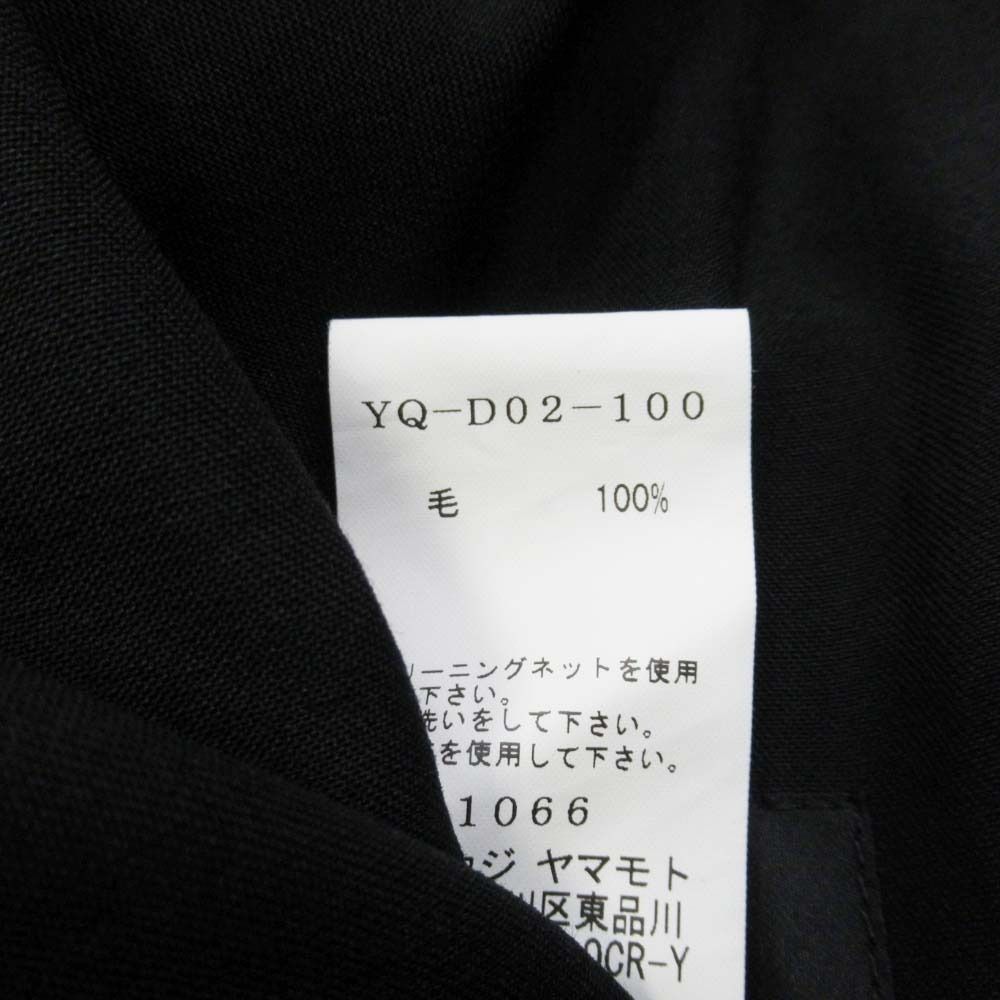 YQ-D02-100
毛 100%
リーニングネットを使用
下さい。
洗いをして下さい。
を使用して下さい。
1066
ジ ヤマモト
川区東品川
0CR-Y